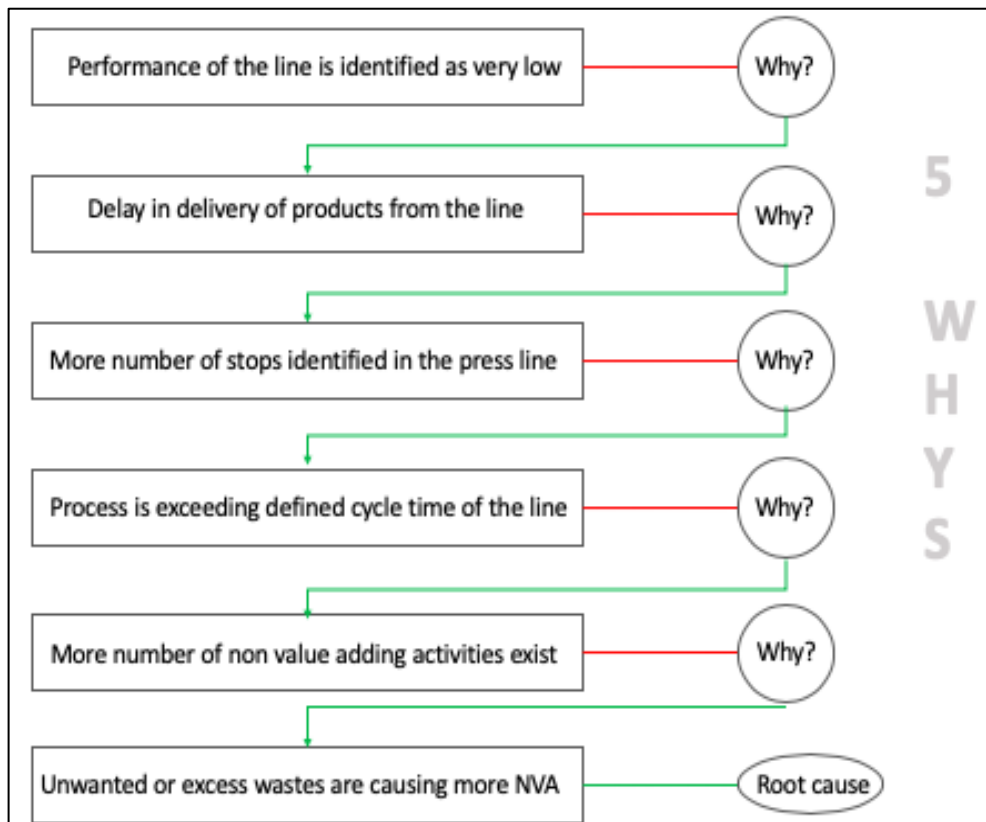 Performance of the line is identified as very low
Why?
Delay in delivery of products from the line
Why?
More number of stops identified in the press line
Why?
Process is exceeding defined cycle time of the line
Why?
More number of non value adding activities exist
Why?
Unwanted or excess wastes are causing more NVA
Root cause
5
W
H
Y
S